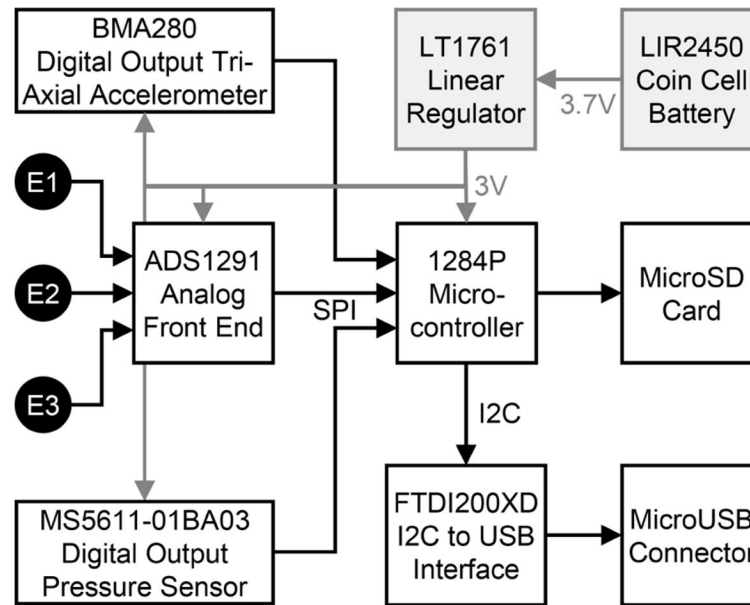 BMA280
Digital Output Tri-
Axial Accelerometer
LT1761
Linear
Regulator
LIR2450
Coin Cell
Battery
3.7V
3V
E1
E2
E3
ADS1291
Analog
Front End
SPI
1284P
Micro-
controller
MicroSD
Card
I2C
MS5611-01BA03
Digital Output
Pressure Sensor
FTDI200XD
I2C to USB
Interface
MicroUSB
Connector